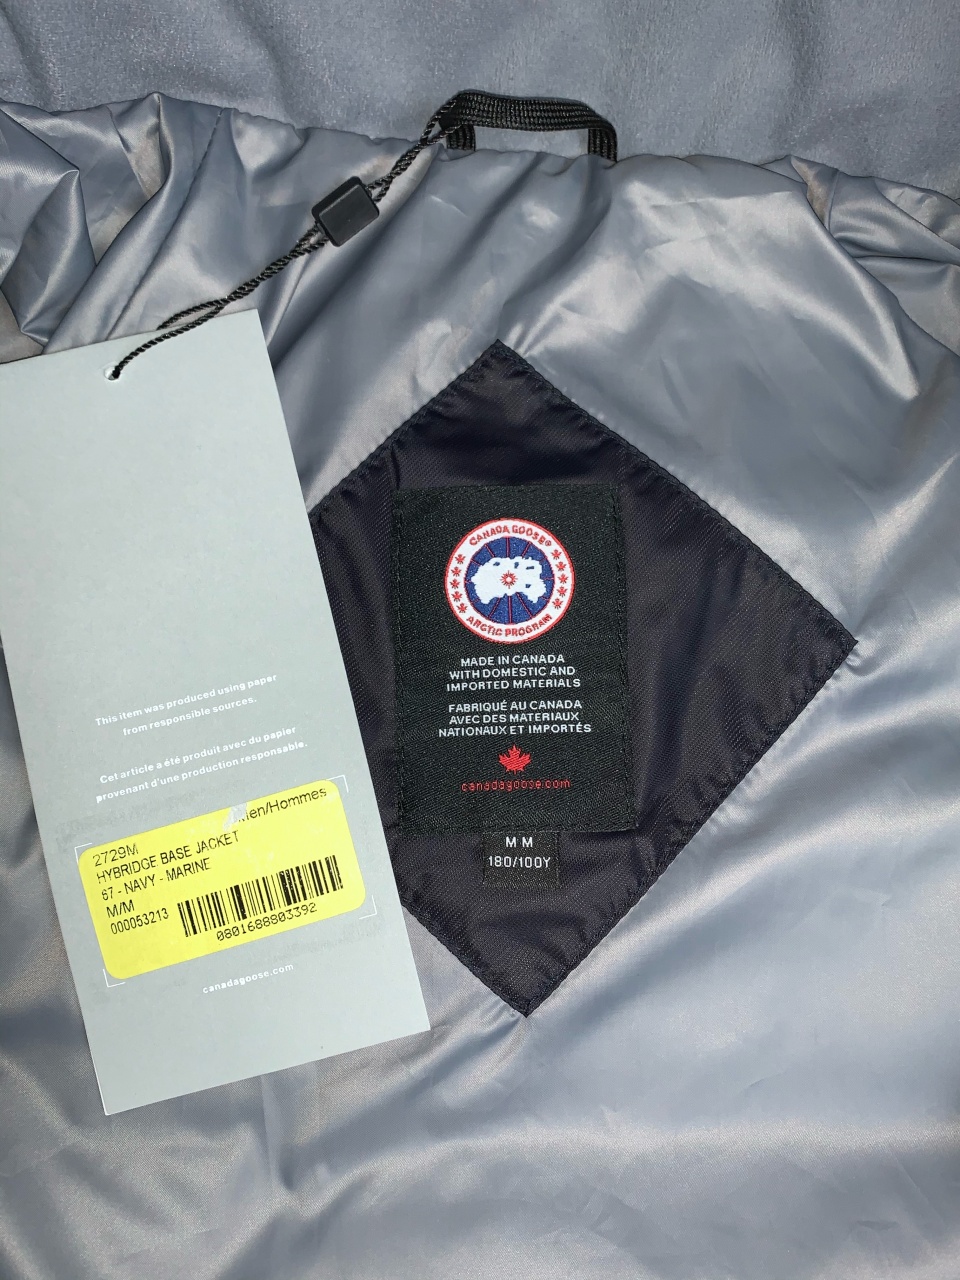 This item was produced using paper
from responsible sources.
Cet article a été produit avec du papier
provenant d'une production responsable.
Men/Hommes
2729M
HYBRIDGE BASE JACKET
67 - NAVY - MARINE
M/M
000053213
0801688803392
canadagoose.com
CANADA GOOSE®
ARCTIC PROGRAM
MADE IN CANADA
WITH DOMESTIC AND
IMPORTED MATERIALS
FABRIQUÉ AU CANADA
AVEC DES MATERIAUX
NATIONAUX ET IMPORTÉS
canadagoose.com
M M
180/100Y